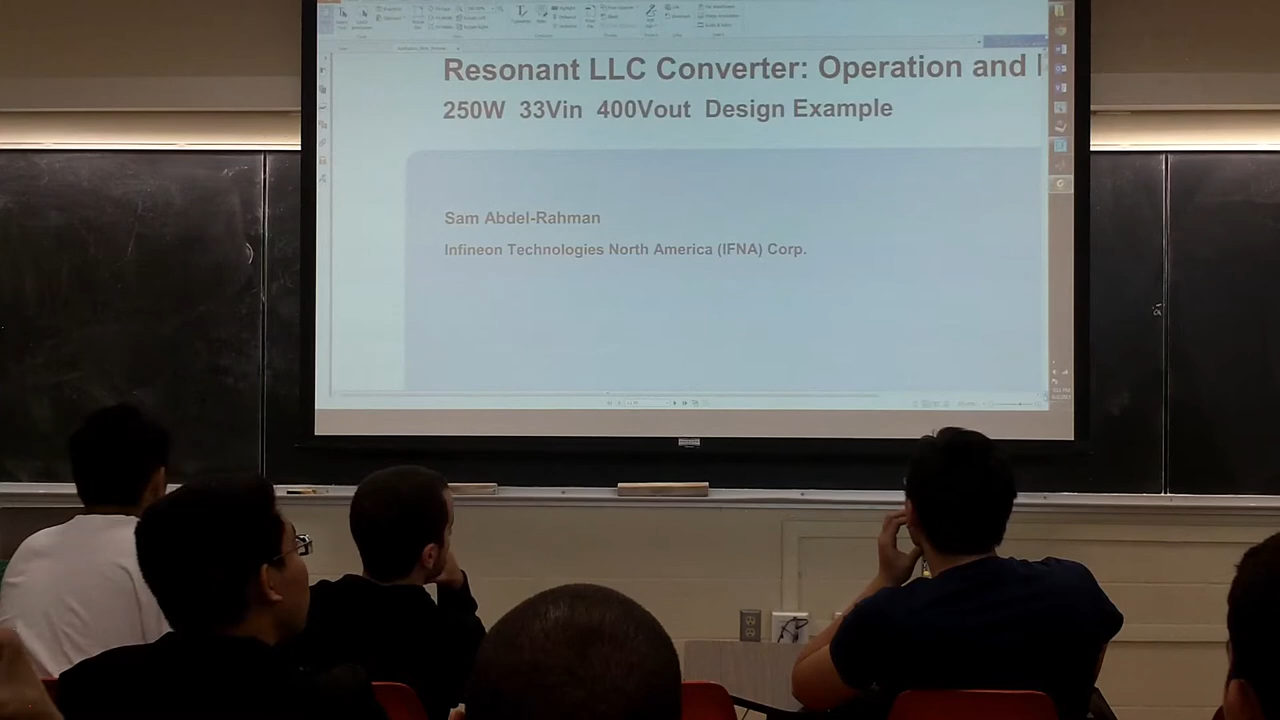 Resonant LLC Converter: Operation and
250W 33Vin 400Vout Design Example
Sam Abdel-Rahman
Infineon Technologies North America (IFNA) Corp.